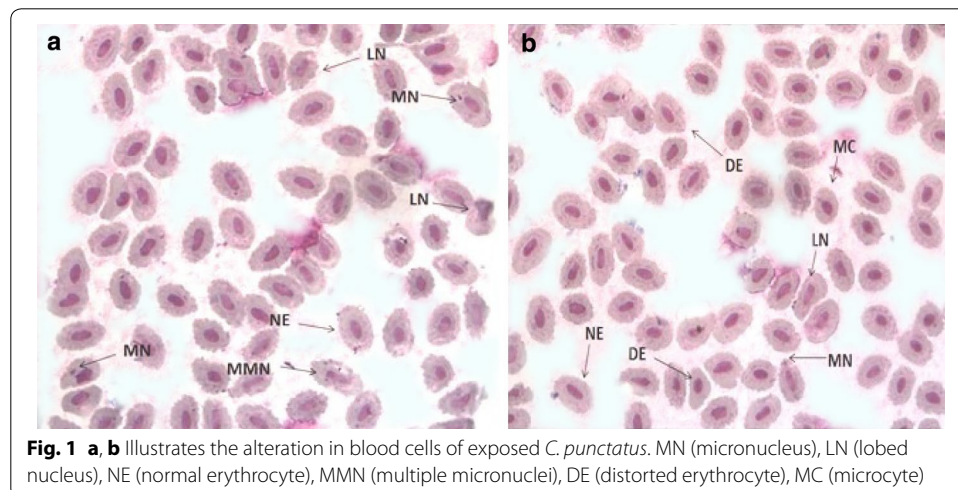 a
LN
MN
LN
NE
MN
MMN
b
DE
MC
LN
NE
DE
MN
Fig. 1 a, b Illustrates the alteration in blood cells of exposed C. punctatus. MN (micronucleus), LN (lobed
nucleus), NE (normal erythrocyte), MMN (multiple micronuclei), DE (distorted erythrocyte), MC (microcyte)